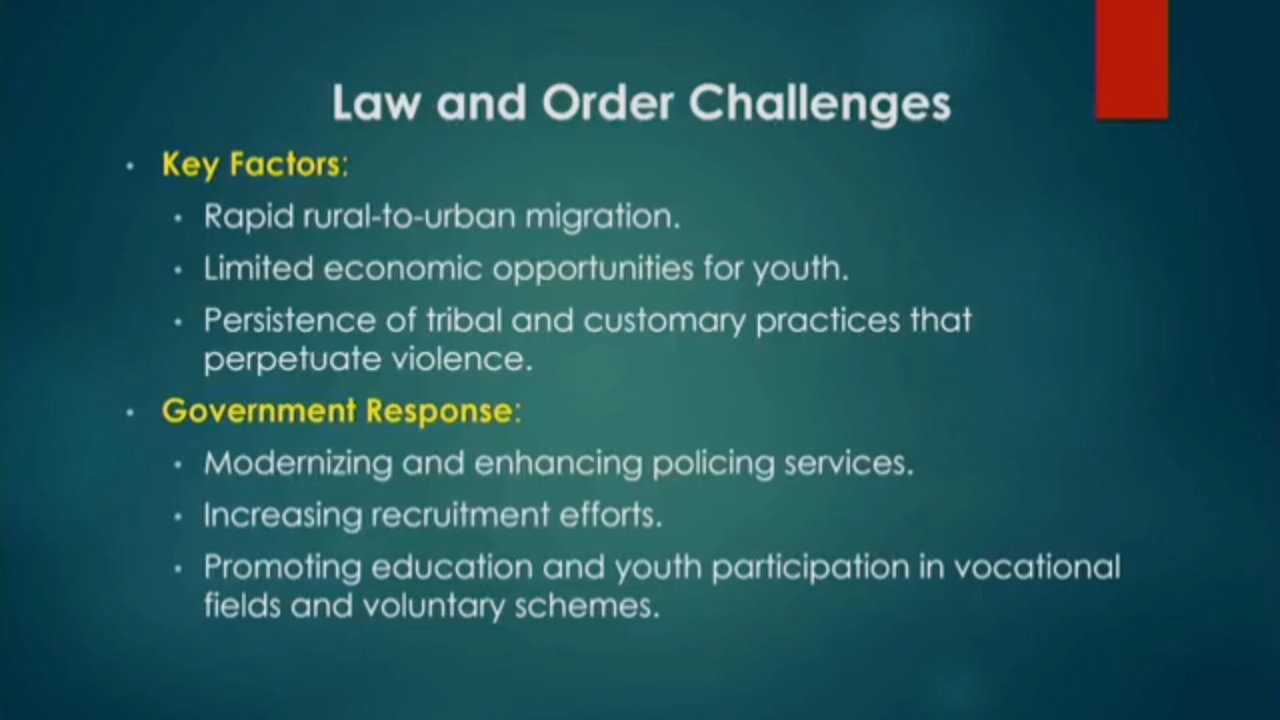 Law and Order Challenges
• Key Factors:
• Rapid rural-to-urban migration.
• Limited economic opportunities for youth.
• Persistence of tribal and customary practices that
perpetuate violence.
• Government Response:
• Modernizing and enhancing policing services.
• Increasing recruitment efforts.
• Promoting education and youth participation in vocational
fields and voluntary schemes.